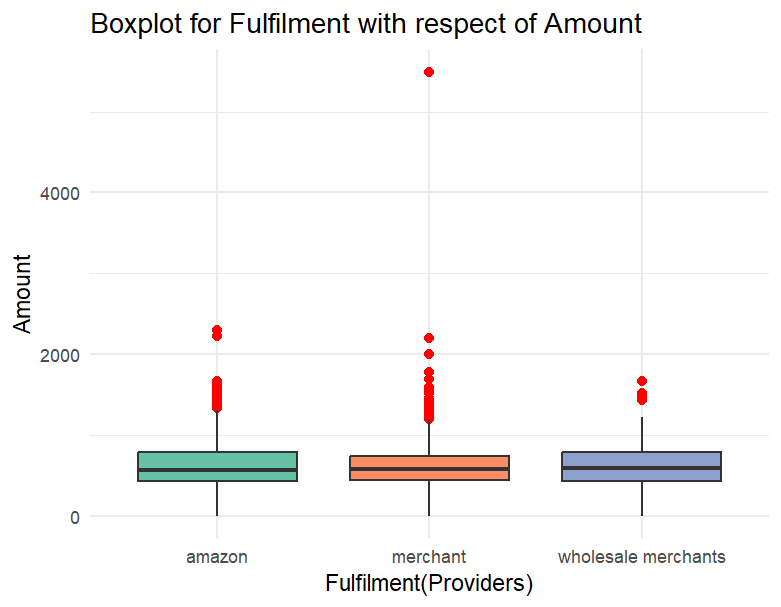 Boxplot for Fulfilment with respect of Amount
Amount
4000
2000
0
amazon
merchant
wholesale merchants
Fulfilment(Providers)